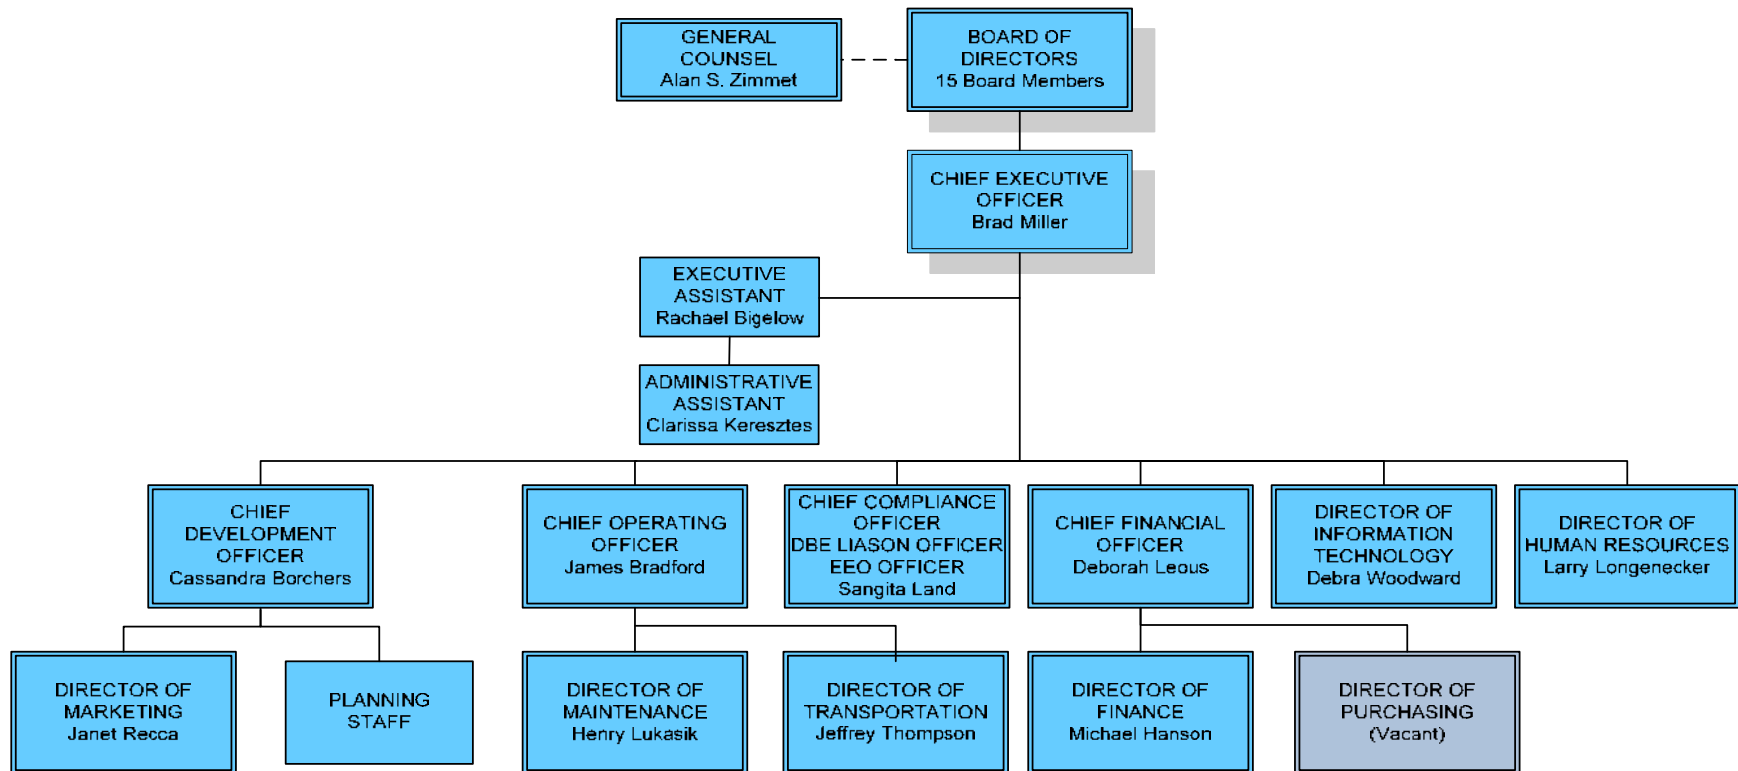 GENERAL
COUNSEL
Alan S. Zimmet
BOARD OF
DIRECTORS
15 Board Members
CHIEF EXECUTIVE
OFFICER
Brad Miller
EXECUTIVE
ASSISTANT
Rachael Bigelow
ADMINISTRATIVE
ASSISTANT
Clarissa Keresztes
CHIEF
DEVELOPMENT
OFFICER
Cassandra Borchers
CHIEF OPERATING
OFFICER
James Bradford
CHIEF COMPLIANCE
OFFICER
DBE LIASON OFFICER
EEO OFFICER
Sangita Land
CHIEF FINANCIAL
OFFICER
Deborah Leous
DIRECTOR OF
INFORMATION
TECHNOLOGY
Debra Woodward
DIRECTOR OF
HUMAN RESOURCES
Larry Longenecker
DIRECTOR OF
MARKETING
Janet Recca
PLANNING
STAFF
DIRECTOR OF
MAINTENANCE
Henry Lukasik
DIRECTOR OF
TRANSPORTATION
Jeffrey Thompson
DIRECTOR OF
FINANCE
Michael Hanson
DIRECTOR OF
PURCHASING
(Vacant)